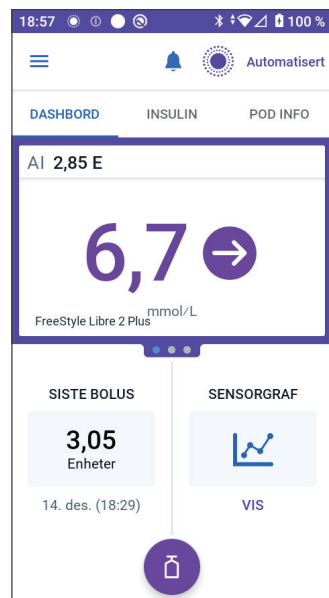 18:57 100 %
Automatisert
DASHBORD INSULIN POD INFO
AI 2,85 E
6,7
mmol/L
FreeStyle Libre 2 Plus
SISTE BOLUS SENSORGRAF
3,05
Enheter
14. des. (18:29) VIS